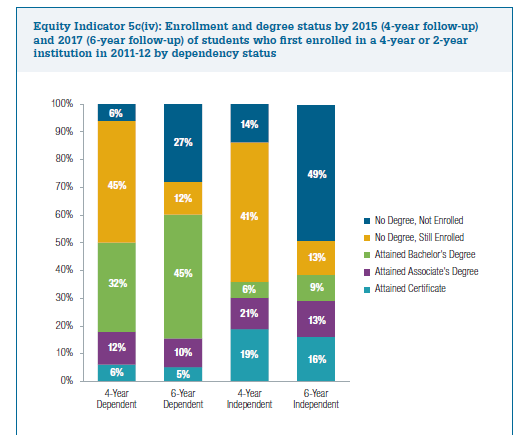 Equity Indicator 5c(iv): Enrollment and degree status by 2015 (4-year follow-up)
and 2017 (6-year follow-up) of students who first enrolled in a 4-year or 2-year
institution in 2011-12 by dependency status
100%
90%
80%
70%
60%
50%
40%
30%
20%
10%
0%
6%
45%
32%
12%
6%
27%
12%
45%
10%
5%
14%
41%
6%
21%
19%
49%
13%
9%
13%
16%
4-Year
Dependent
6-Year
Dependent
4-Year
Independent
6-Year
Independent
No Degree, Not Enrolled
No Degree, Still Enrolled
Attained Bachelor's Degree
Attained Associate's Degree
Attained Certificate